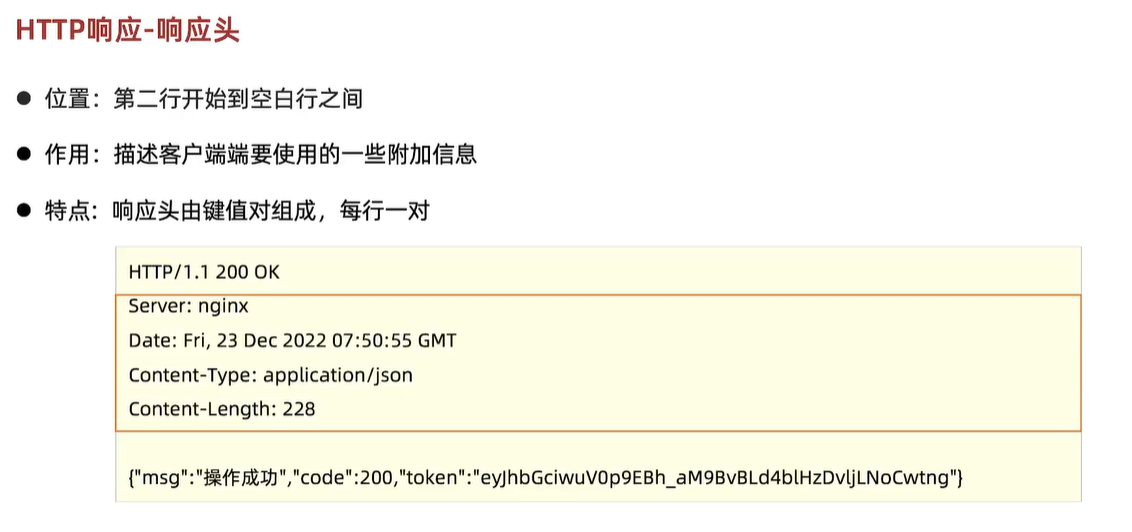 HTTP响应-响应头
● 位置：第二行开始到空白行之间
● 作用：描述客户端端要使用的一些附加信息
● 特点：响应头由键值对组成，每行一对
HTTP/1.1 200 OK
Server: nginx
Date: Fri, 23 Dec 2022 07:50:55 GMT
Content-Type: application/json
Content-Length: 228
{"msg":"操作成功","code":200,"token":"eyJhbGciwuV0p9EBh_aM9BvBLd4blHzDvljLNoCwtng"}